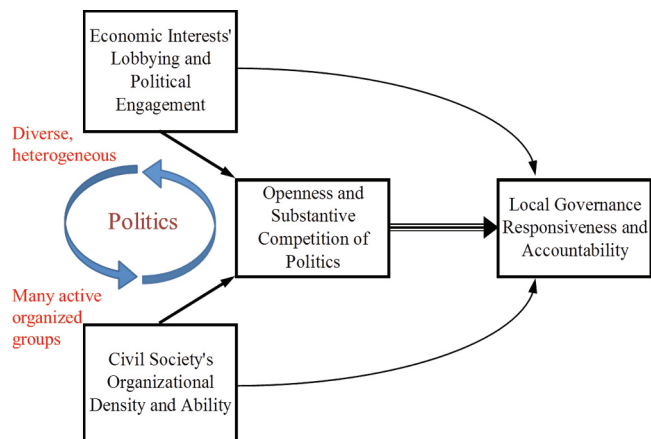 Economic Interests'
Lobbying and
Political
Engagement
Diverse,
heterogeneous
Politics
Openness and
Substantive
Competition of
Politics
Local Governance
Responsiveness and
Accountability
Many active
organized
groups
Civil Society's
Organizational
Density and Ability